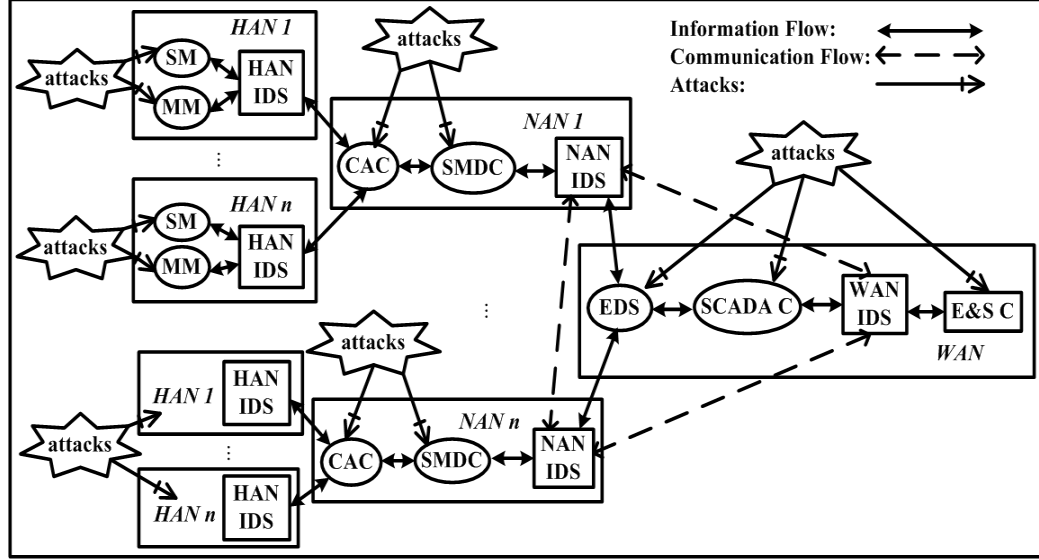 HAN 1
attacks
SM
MM
HAN
IDS
attacks
Information Flow:
Communication Flow:
Attacks:
NAN 1
CAC
SMDC
NAN
IDS
attacks
...
HAN n
attacks
SM
MM
HAN
IDS
EDS
SCADA C
WAN
IDS
E&S C
WAN
...
attacks
HAN 1
HAN
IDS
attacks
...
HAN n
HAN
IDS
NAN n
CAC
SMDC
NAN
IDS